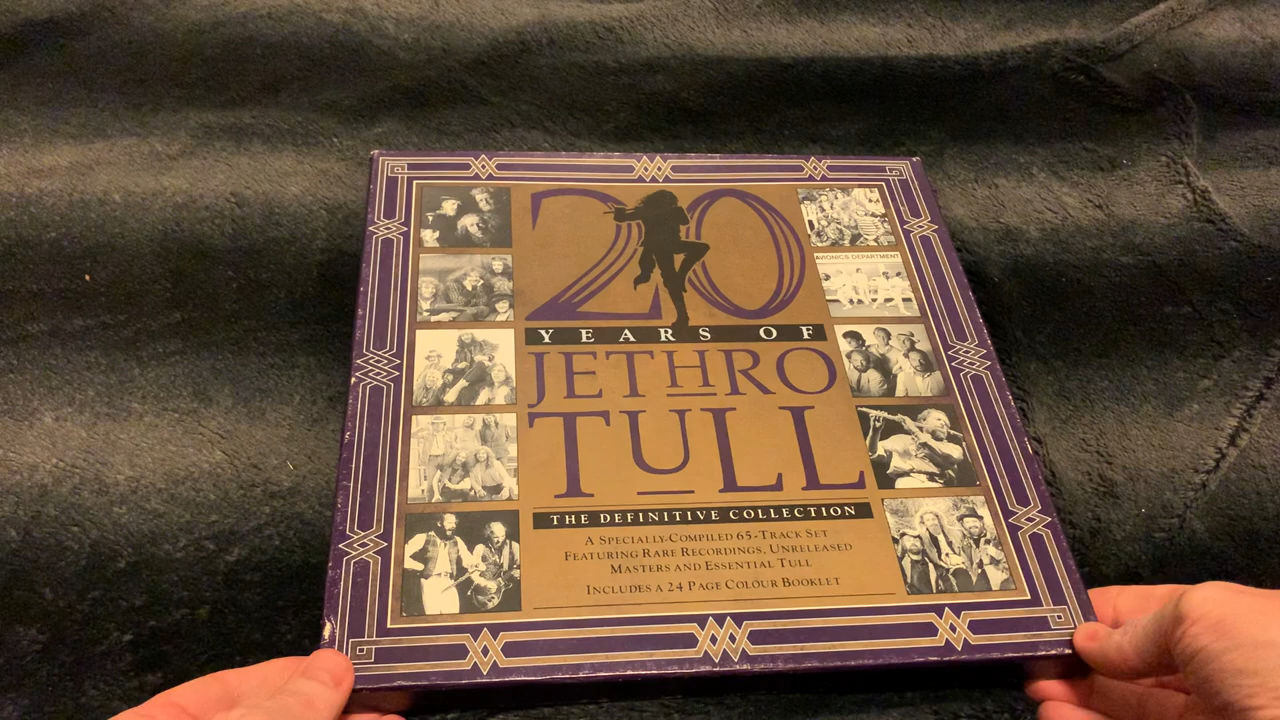 20
YEARS OF
JETHRO
TULL
THE DEFINITIVE COLLECTION
A SPECIALLY-COMPILED 65-TRACK SET
FEATURING RARE RECORDINGS, UNRELEASED
MASTERS AND ESSENTIAL TULL
INCLUDES A 24 PAGE COLOUR BOOKLET
AVIONICS DEPARTMENT